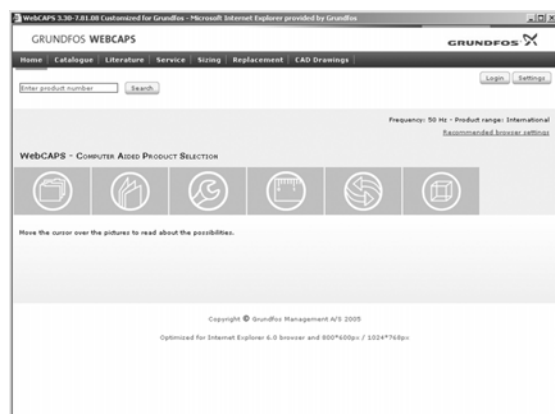 WebCAPS 3.30-7.01.08 Customized for Grundfos - Microsoft Internet Explorer provided by Grundfos
GRUNDFOS WEBCAPS
GRUNDFOS
Home | Catalogue | Literature | Service | Sizing | Replacement | CAD Drawings |
Enter product number Search Login Settings
Frequency: 50 Hz - Product range: International
Recommended browser settings
WebCAPS - Computer Aided Product Selection
Move the cursor over the pictures to read about the possibilities.
Copyright © Grundfos Management A/S 2005
Optimized for Internet Explorer 6.0 browser and 800*600px / 1024*768px